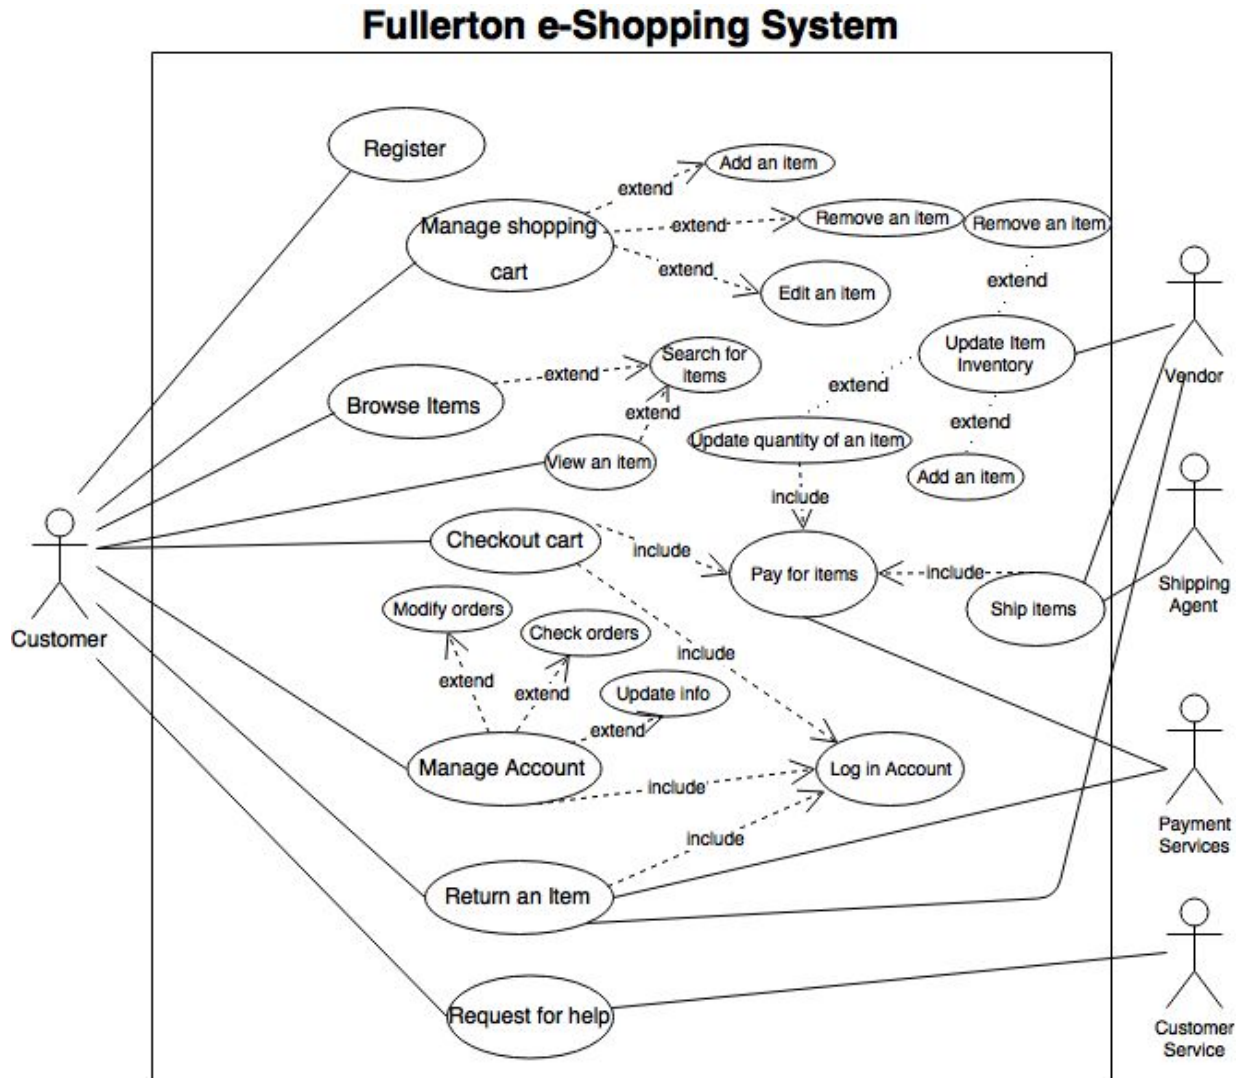 Fullerton e-Shopping System
Register
Add an item
extend
Manage shopping
cart
extend
Remove an item
Remove an item
extend
Edit an item
extend
Update Item
Inventory
Vendor
Search for
items
extend
Browse Items
extend
extend
View an item
Update quantity of an item
extend
Add an item
include
Checkout cart
include
Pay for items
include
Ship items
Shipping
Agent
Customer
Modify orders
Check orders
include
extend
extend
Update info
extend
Manage Account
include
Log in Account
include
Return an Item
Payment
Services
Request for help
Customer
Service